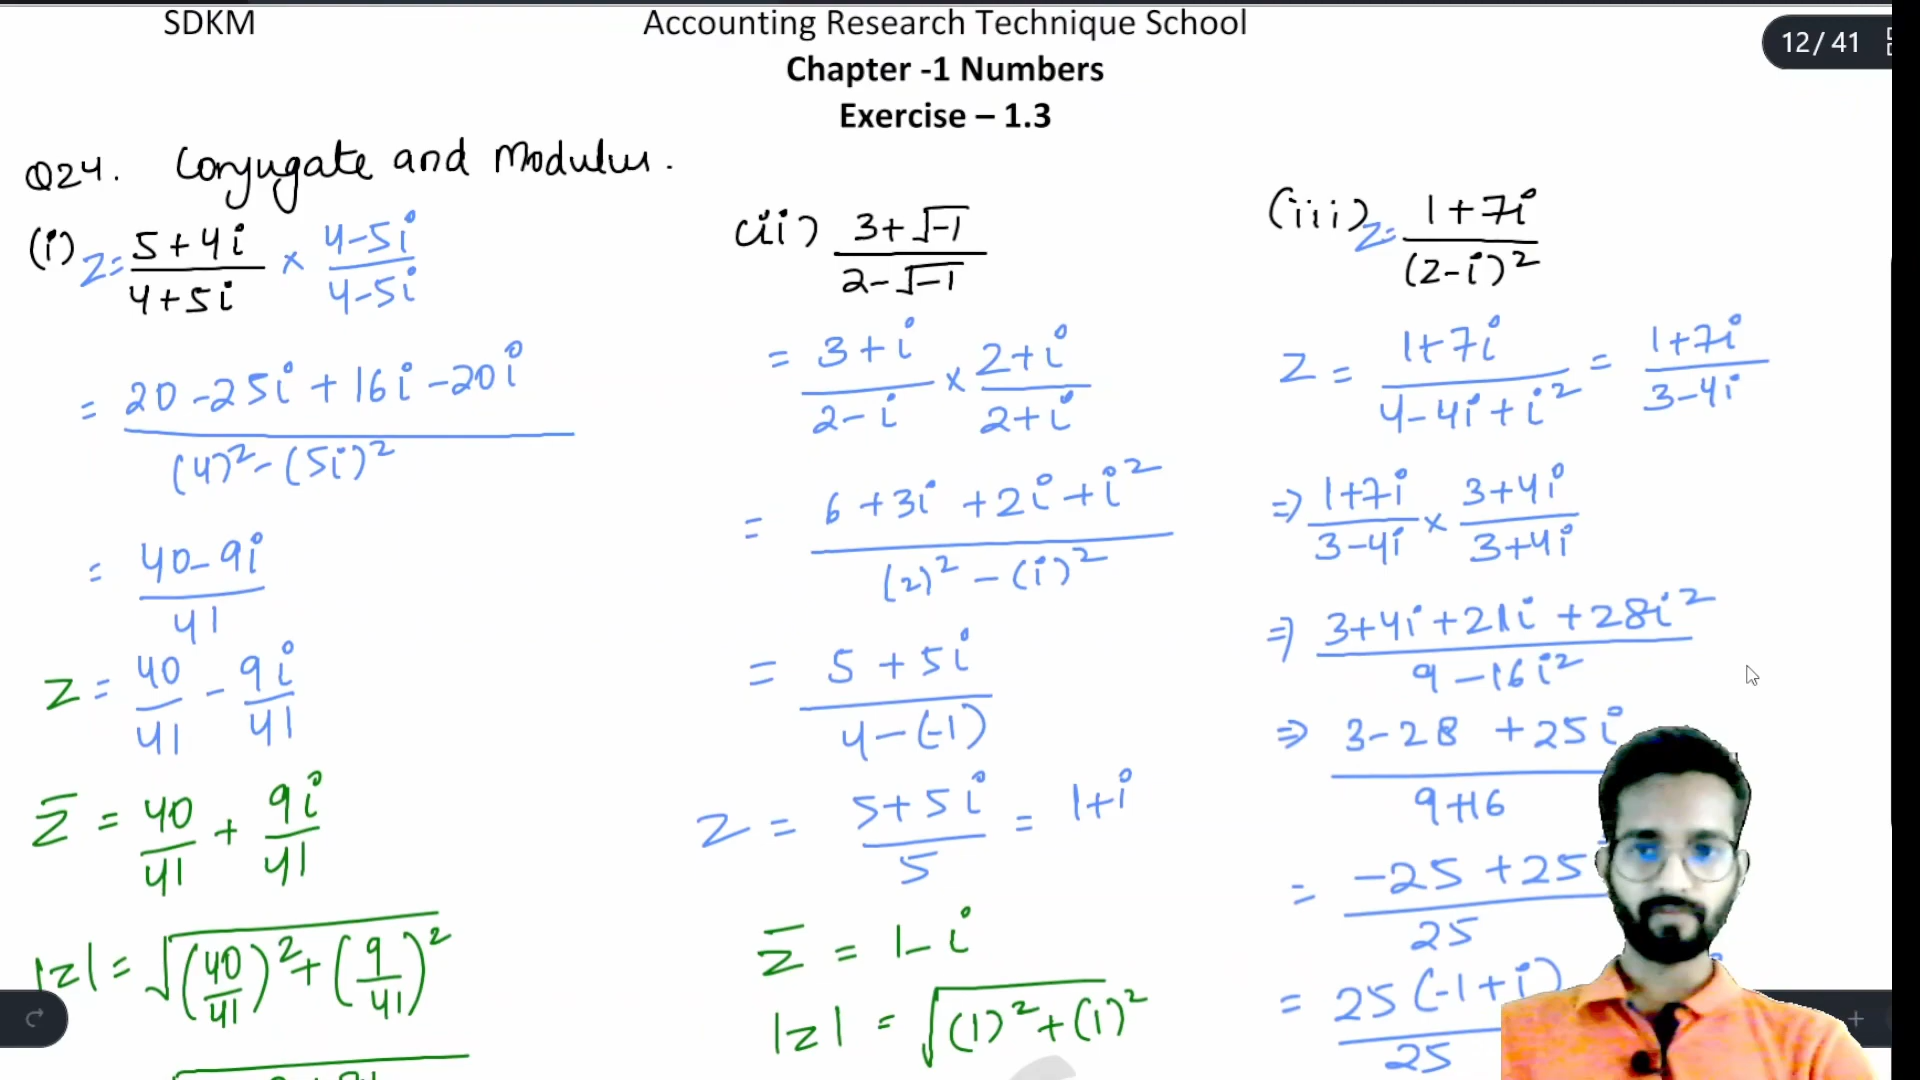 SDKM Accounting Research Technique School
12/ 41
Chapter -1 Numbers
Exercise – 1.3
Q24. Conjugate and Modulus.
(i) Z = 5+4i / 4+5i × 4-5i / 4-5i
= 20 -25i + 16i -20i / (4)² - (5i)²
= 40-9i / 41
Z = 40/41 - 9i/41
Z̅ = 40/41 + 9i/41
|z| = √(40/41)² + (9/41)²
(ii) 3+√-1 / 2-√-1
= 3+i / 2-i × 2+i / 2+i
= 6 +3i +2i +i² / (2)² - (i)²
= 5 + 5i / 4-(-1)
Z = 5+5i / 5 = 1+i
Z̅ = 1-i
|z| = √(1)²+(1)²
(iii) Z= 1+7i / (2-i)²
Z = 1+7i / 4-4i+i² = 1+7i / 3-4i
⇒ 1+7i / 3-4i × 3+4i / 3+4i
⇒ 3+4i+21i +28i² / 9-16i²
⇒ 3-28 +25i / 9+16
= -25 +25 / 25
= 25(-1+i) / 25